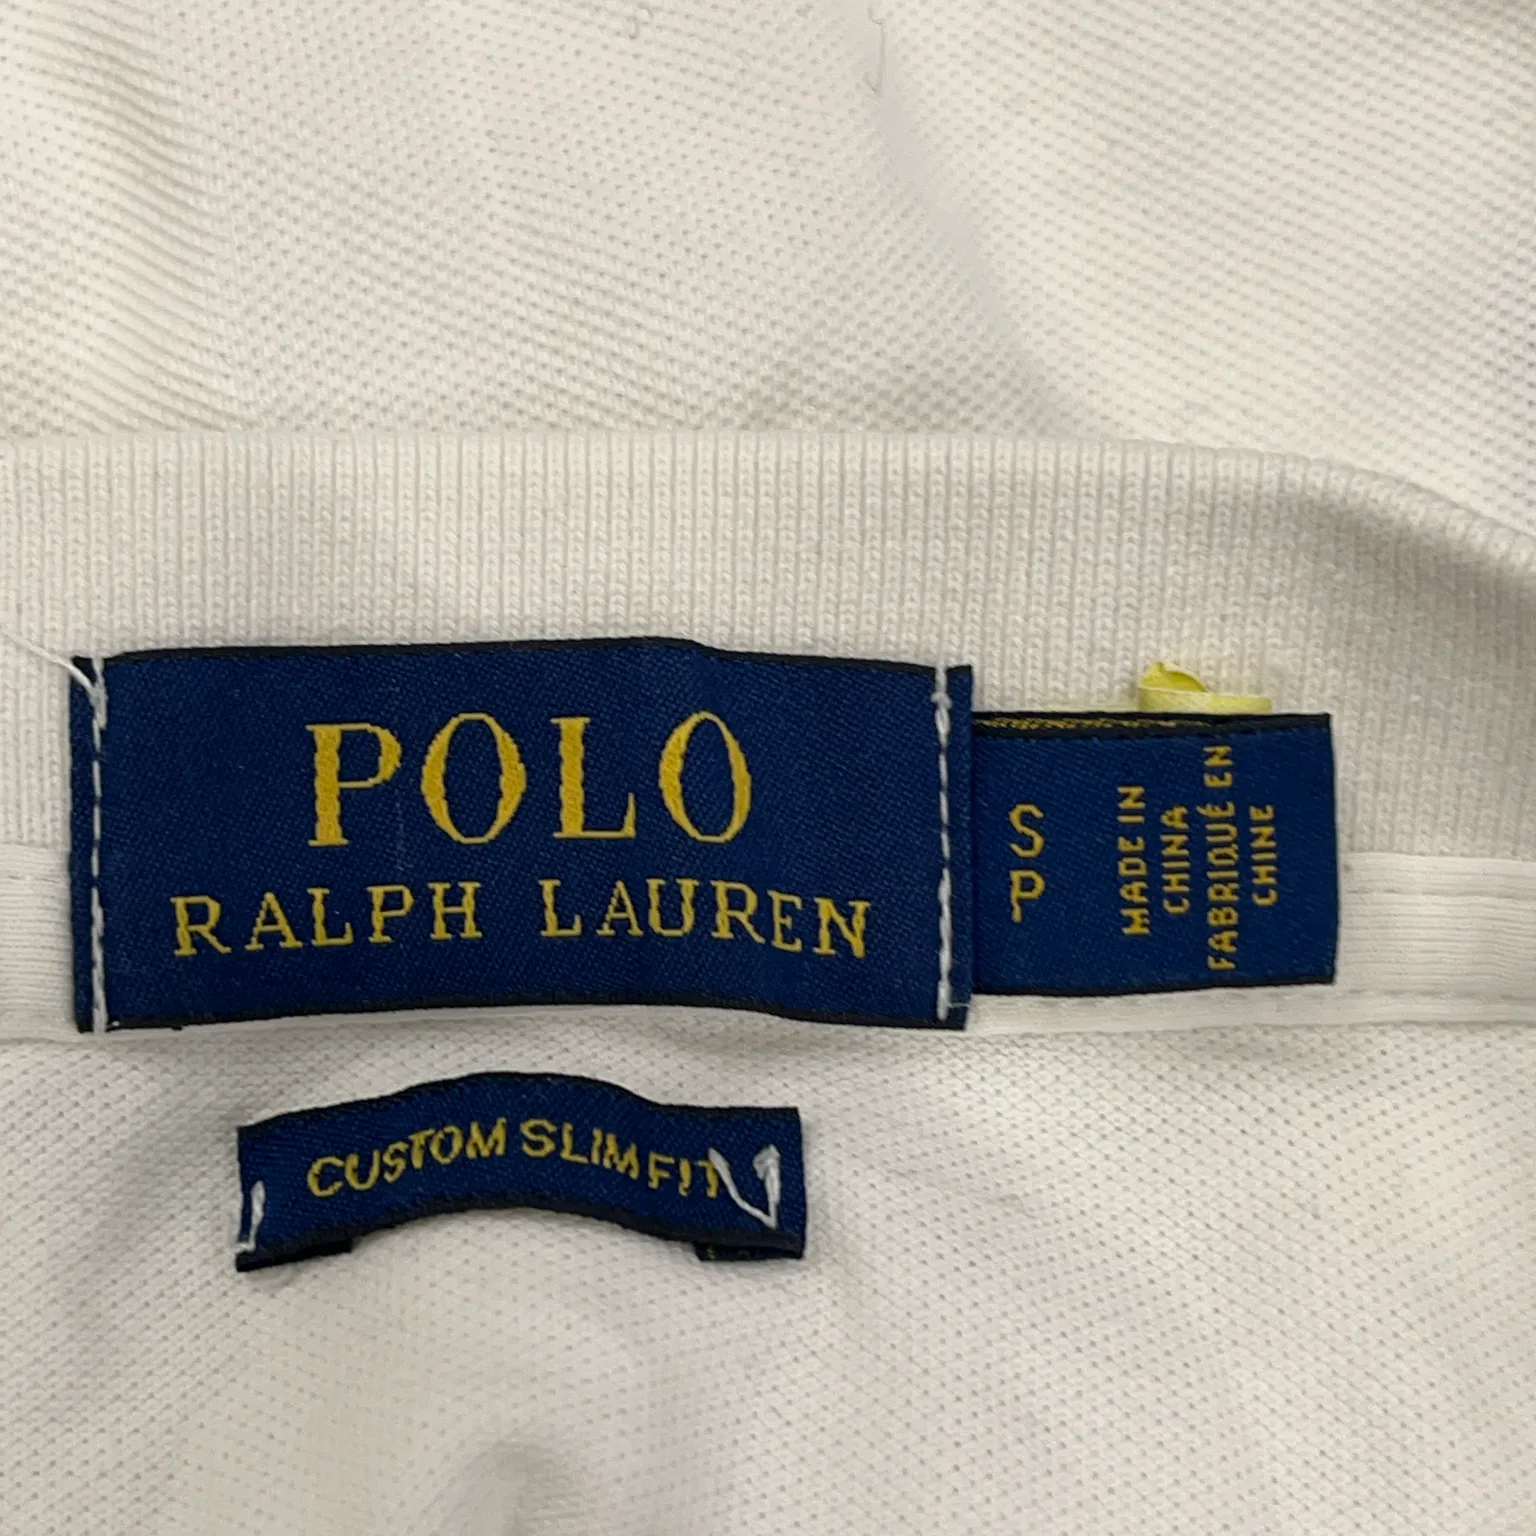 POLO
RALPH LAUREN
S
P
MADE IN
CHINA
FABRIQUÉ EN
CHINE
CUSTOM SLIM FIT